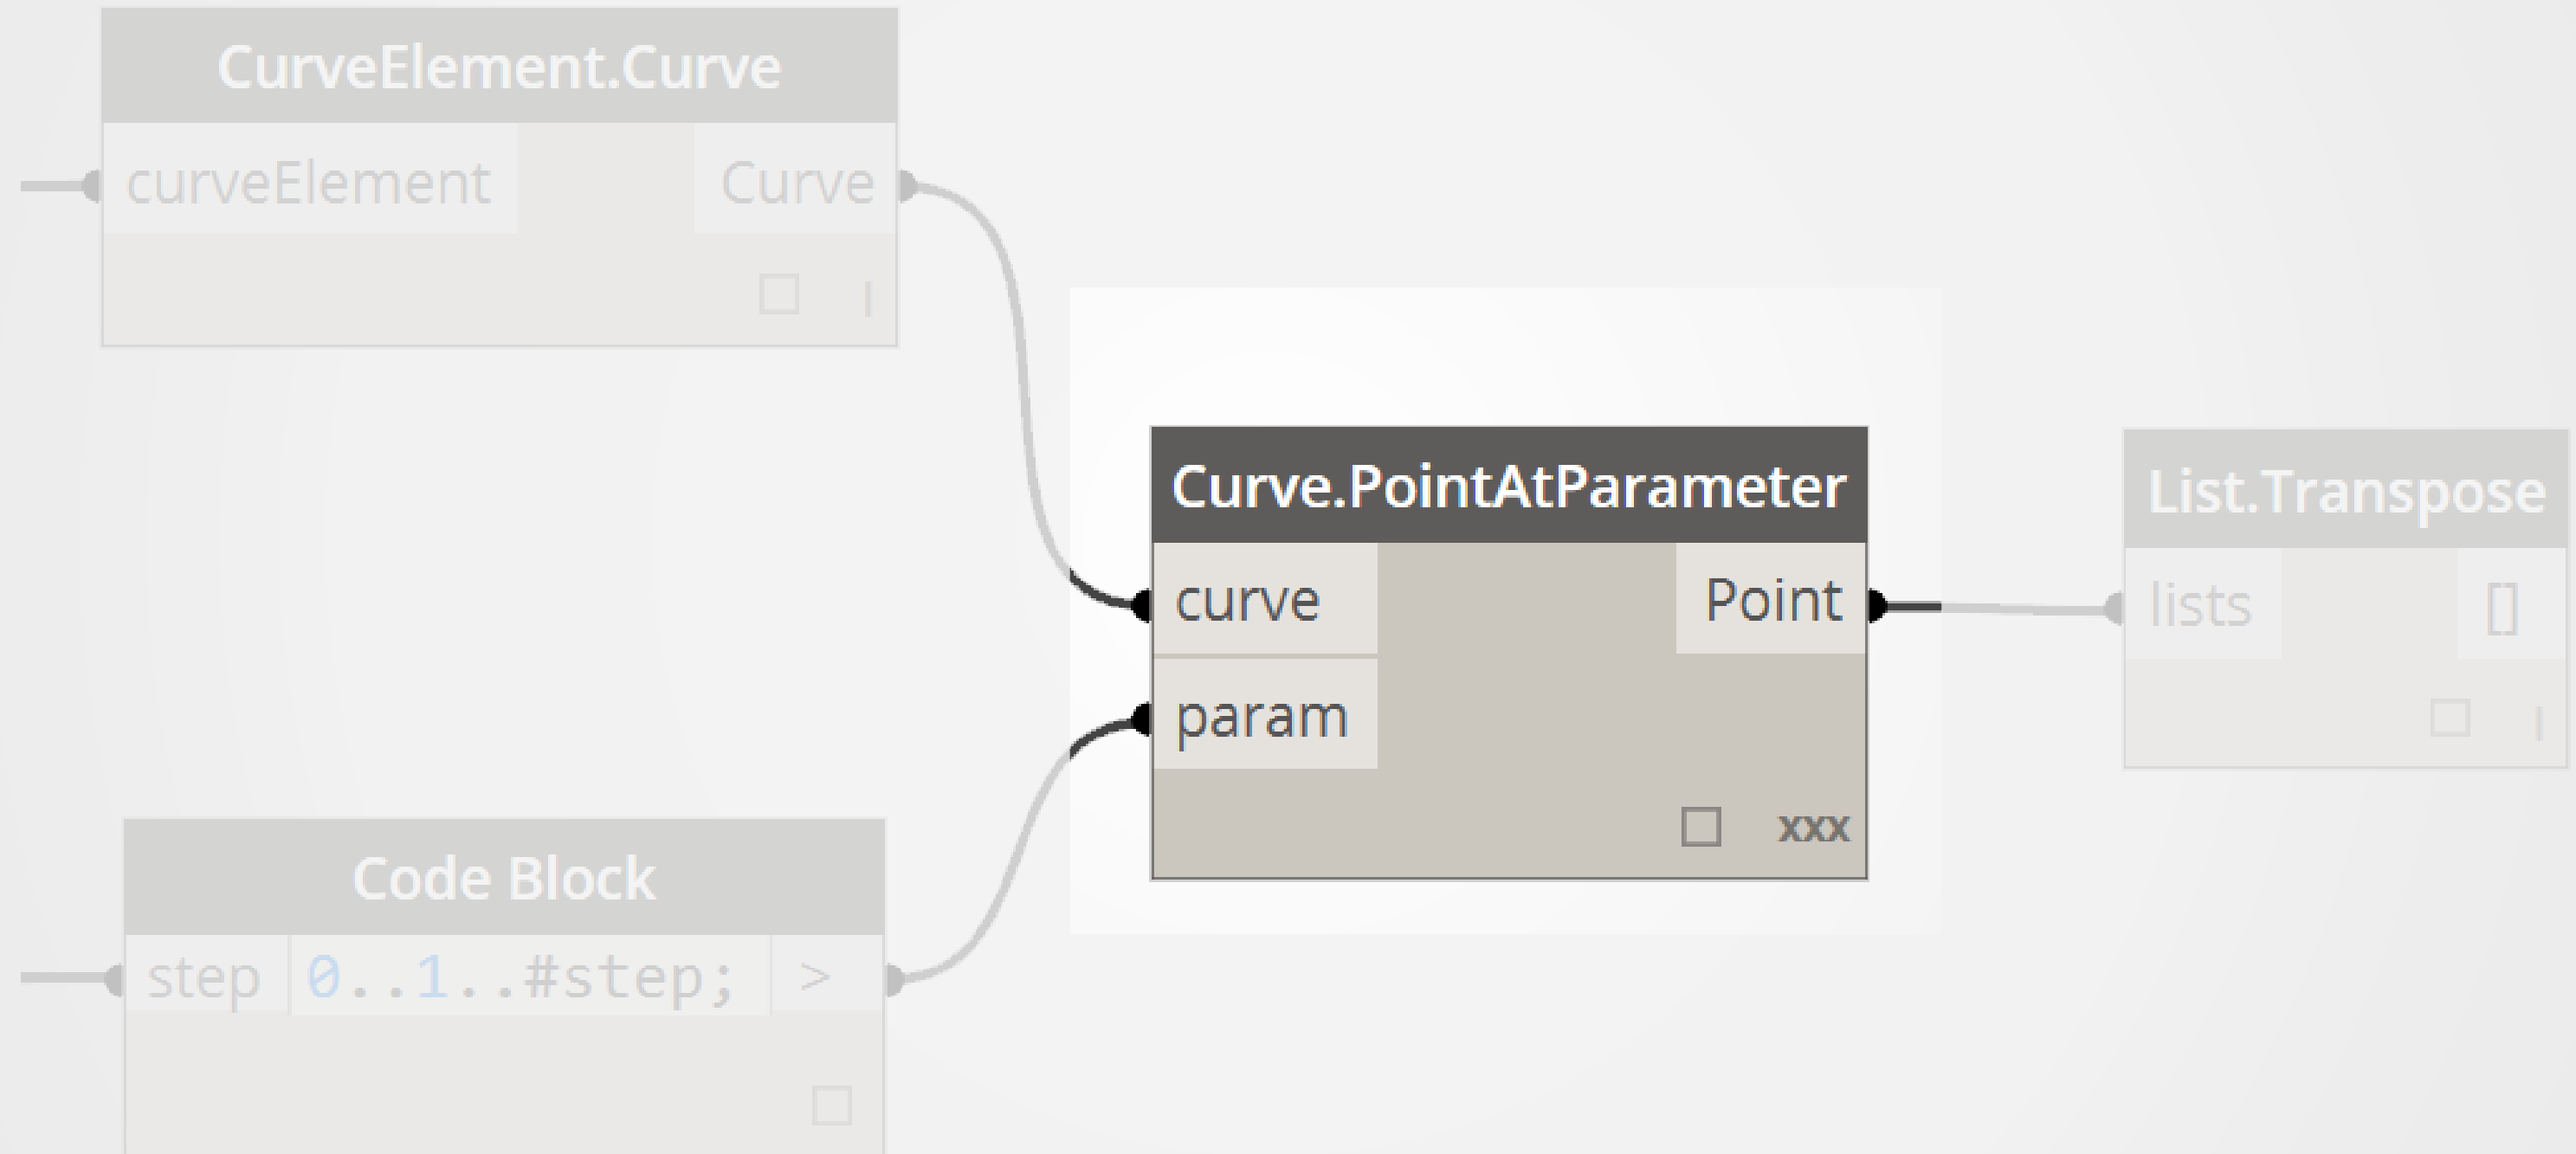 CurveElement.Curve
curveElement Curve
|
Curve.PointAtParameter
curve Point
param
xxx
List.Transpose
lists []
|
Code Block
step 0..1..#step; >